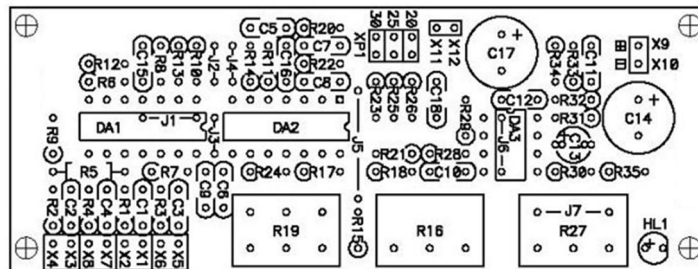 30 25 20
XP1
X11 X12
C5 R20
C7
R22
C8
C17
X9
X10
R12
R6
C15 R8 R13 R10 J2 J4 R14 R11 C16
R23 R25 R26 C18
R34 R33 C11
R32
R31
C12
C14
DA1 J1 J3 DA2 J5
R29 J6 DA3
C13
R9
R5 R7
C9 C6
R24 R17
R21 R28
R18 C10
R30 R35
R2 C2 R4 C4 R1 C1 R3 C3
X4 X3 X8 X7 X2 X1 X6 X5
R19
R15
R16
J7
R27
HL1